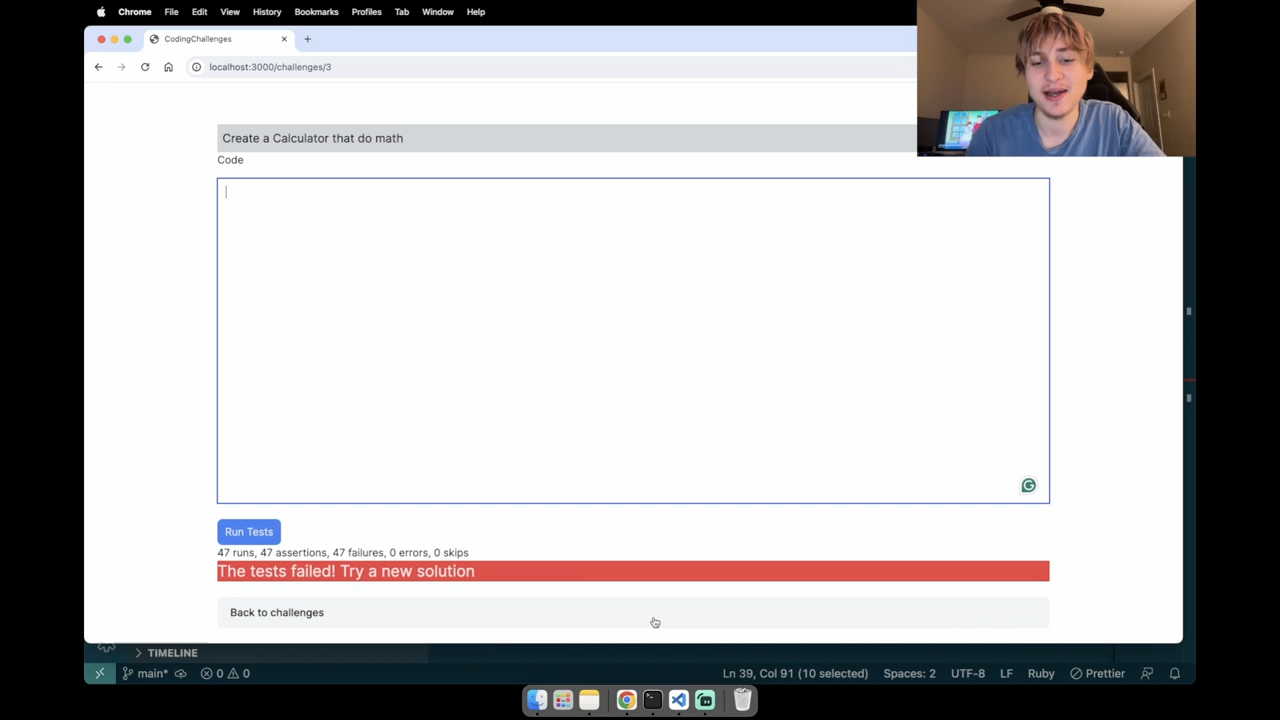 Chrome File Edit View History Bookmarks Profiles Tab Window Help
CodingChallenges
localhost:3000/challenges/3
Create a Calculator that do math
Code
Run Tests
47 runs, 47 assertions, 47 failures, 0 errors, 0 skips
The tests failed! Try a new solution
Back to challenges
TIMELINE
main* 0 0 Ln 39, Col 91 (10 selected) Spaces: 2 UTF-8 LF Ruby Prettier